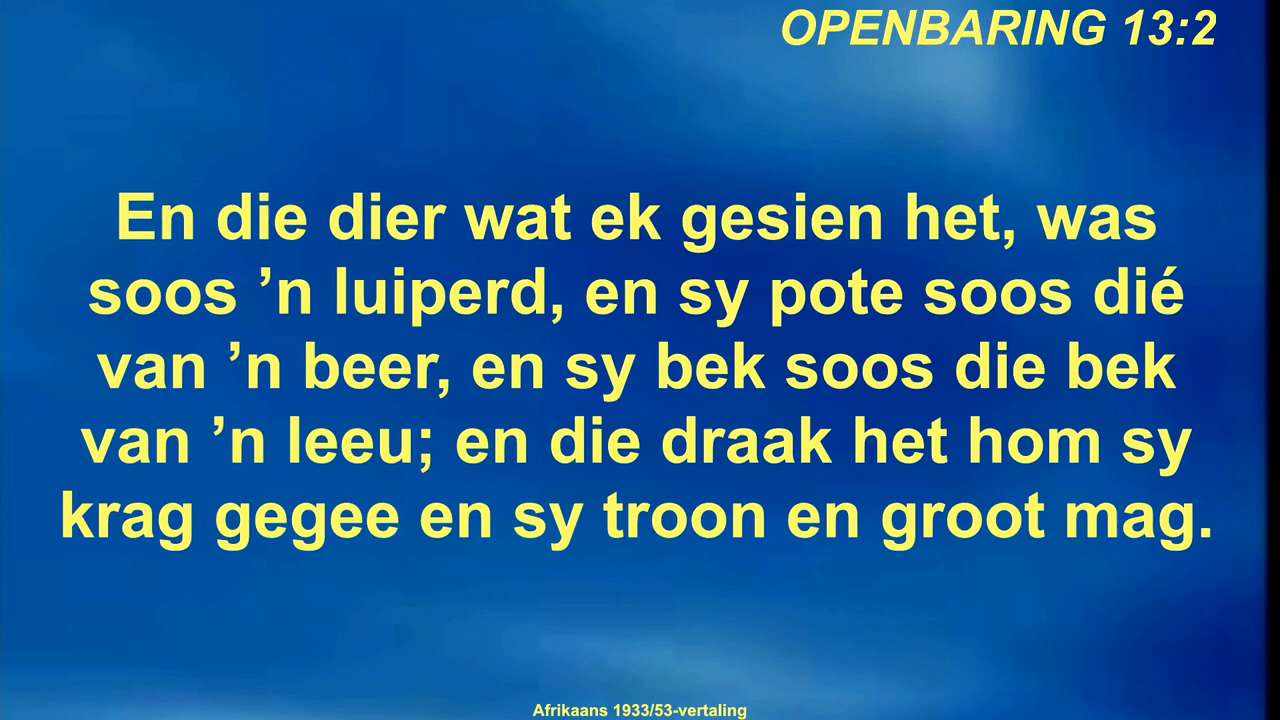 OPENBARING 13:2
En die dier wat ek gesien het, was
soos ’n luiperd, en sy pote soos dié
van ’n beer, en sy bek soos die bek
van ’n leeu; en die draak het hom sy
krag gegee en sy troon en groot mag.
Afrikaans 1933/53-vertaling